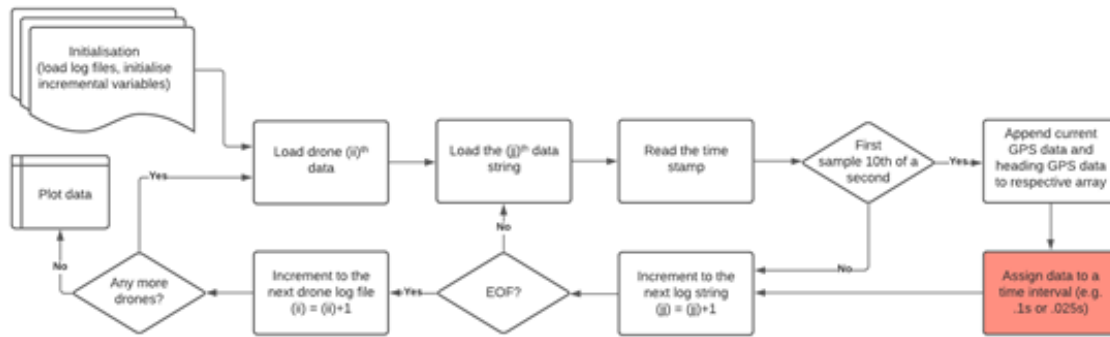 Initialisation
(load log files, initialise
incremental variables)
Load drone (ii)th
data
Load the (jj)th data
string
Read the time
stamp
First
sample 10th of a
second
Yes
Append current
GPS data and
heading GPS data
to respective array
Plot data
Yes
No
Any more
drones?
Increment to the
next drone log file
(ii) = (ii)+1
Yes
No
EOF?
Increment to the
next log string
(jj) = (jj)+1
No
Assign data to a
time interval (e.g.
.1s or .025s)